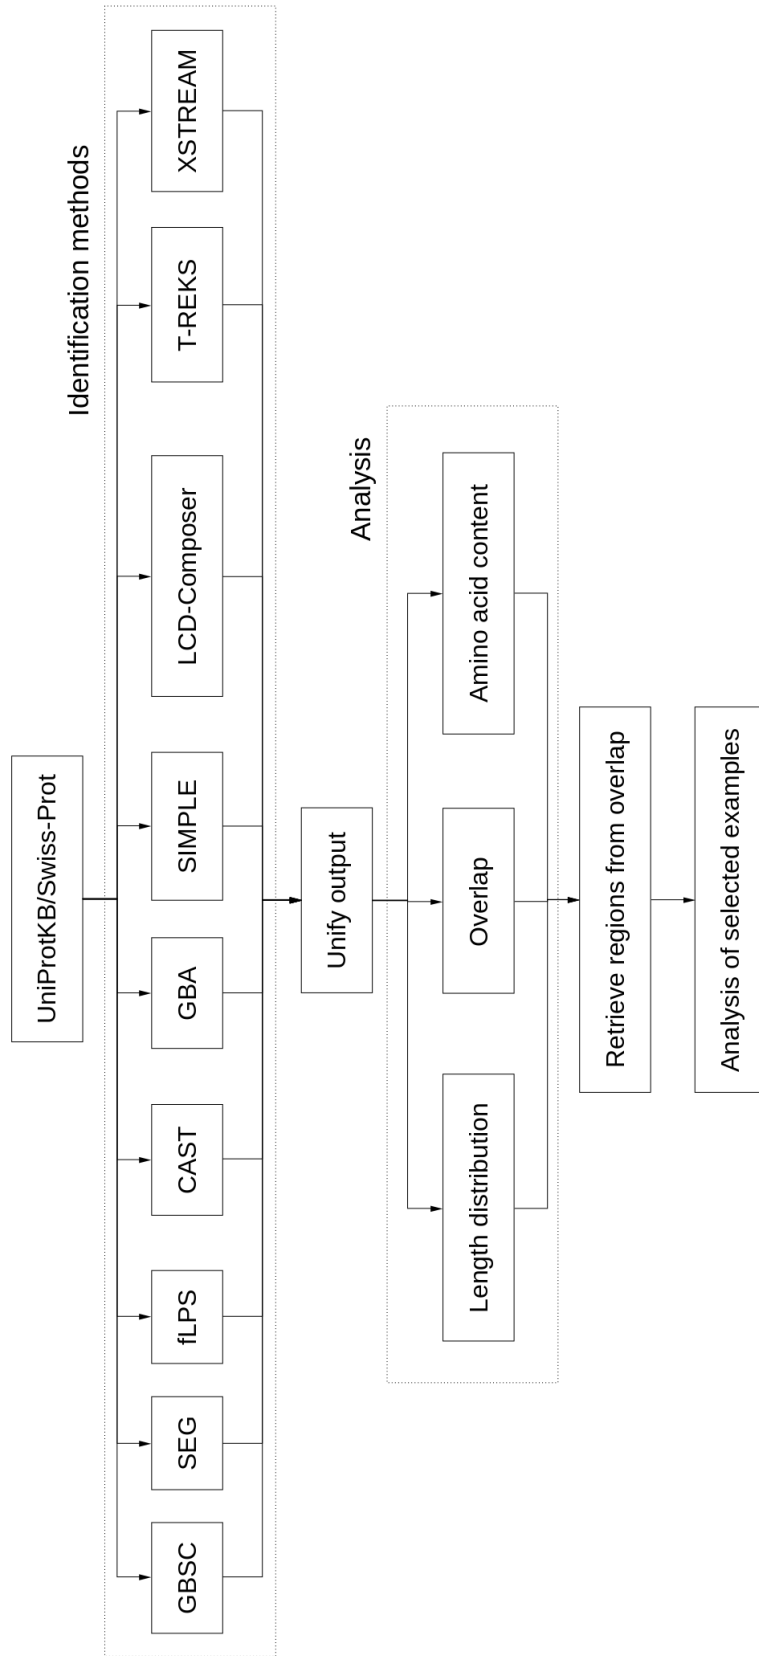 UniProtKB/Swiss-Prot
Identification methods
GBSC
SEG
fLPS
CAST
GBA
SIMPLE
LCD-Composer
T-REKS
XSTREAM
Unify output
Analysis
Length distribution
Overlap
Amino acid content
Retrieve regions from overlap
Analysis of selected examples